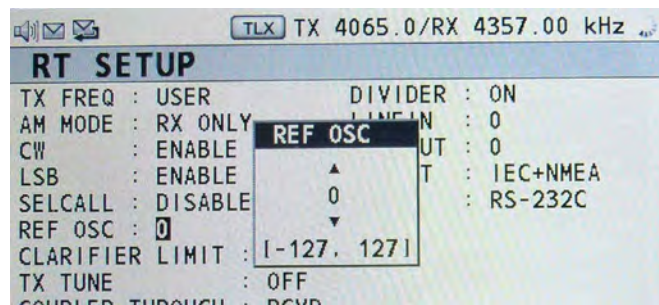 TLX TX 4065.0/RX 4357.00 kHz
RT SETUP
TX FREQ : USER DIVIDER : ON
AM MODE : RX ONLY : 0
CW : ENABLE : 0
LSB : ENABLE : IEC+NMEA
SELCALL : DISABLE : RS-232C
REF OSC : 0
CLARIFIER LIMIT :
TX TUNE : OFF
REF OSC
▲
0
▼
[-127, 127]